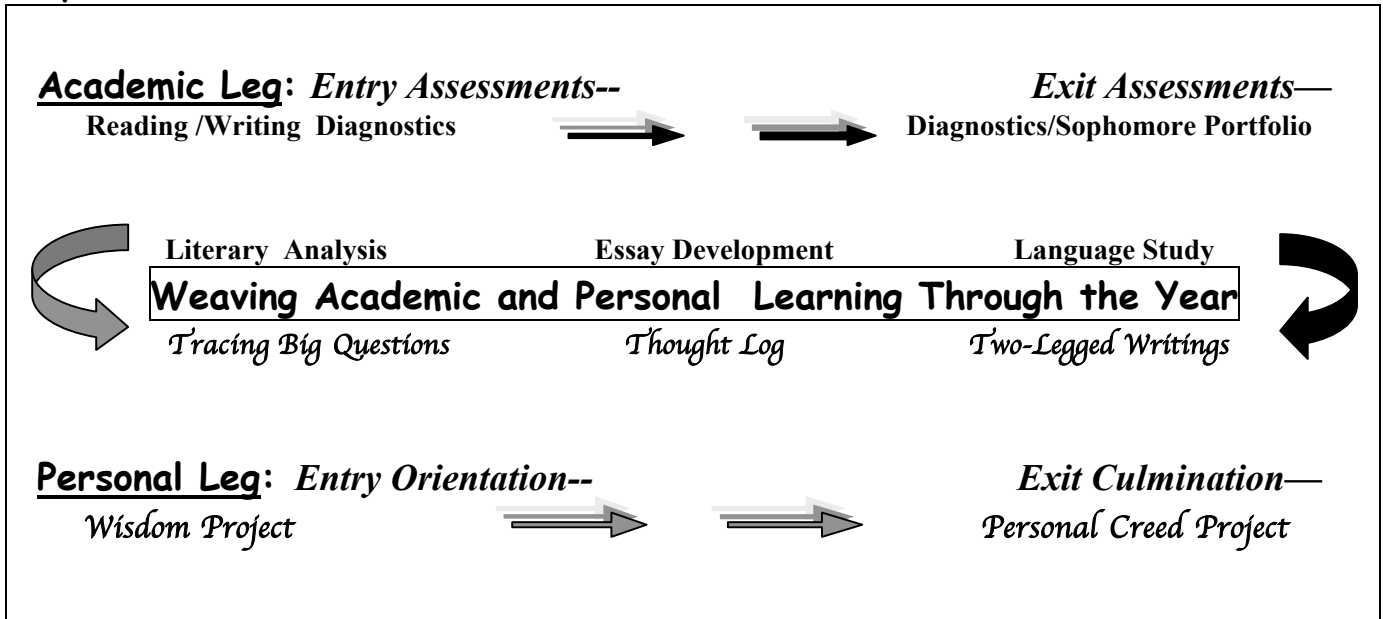 Academic Leg: Entry Assessments-- Exit Assessments—
Reading /Writing Diagnostics Diagnostics/Sophomore Portfolio
Literary Analysis Essay Development Language Study
Weaving Academic and Personal Learning Through the Year
Tracing Big Questions Thought Log Two-Legged Writings
Personal Leg: Entry Orientation-- Exit Culmination—
Wisdom Project Personal Creed Project